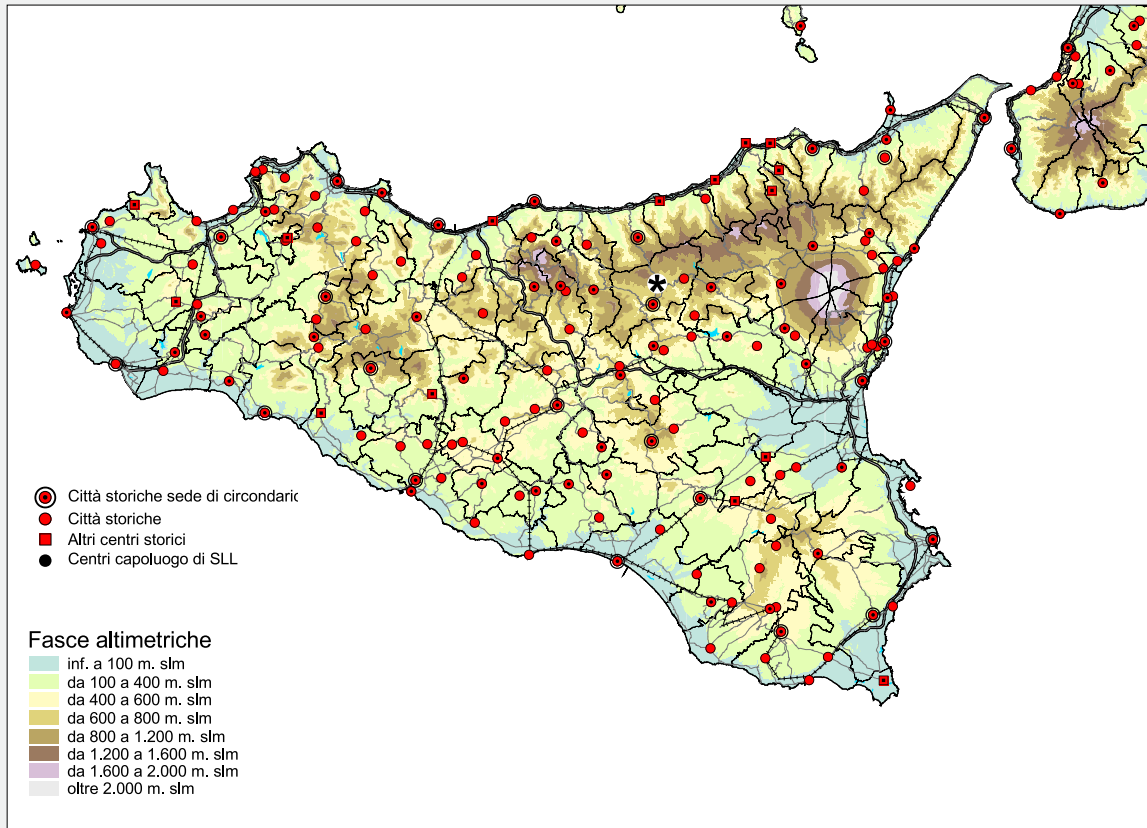 Città storiche sede di circondaric
Città storiche
Altri centri storici
Centri capoluogo di SLL
Fasce altimetriche
inf. a 100 m. slm
da 100 a 400 m. slm
da 400 a 600 m. slm
da 600 a 800 m. slm
da 800 a 1.200 m. slm
da 1.200 a 1.600 m. slm
da 1.600 a 2.000 m. slm
oltre 2.000 m. slm